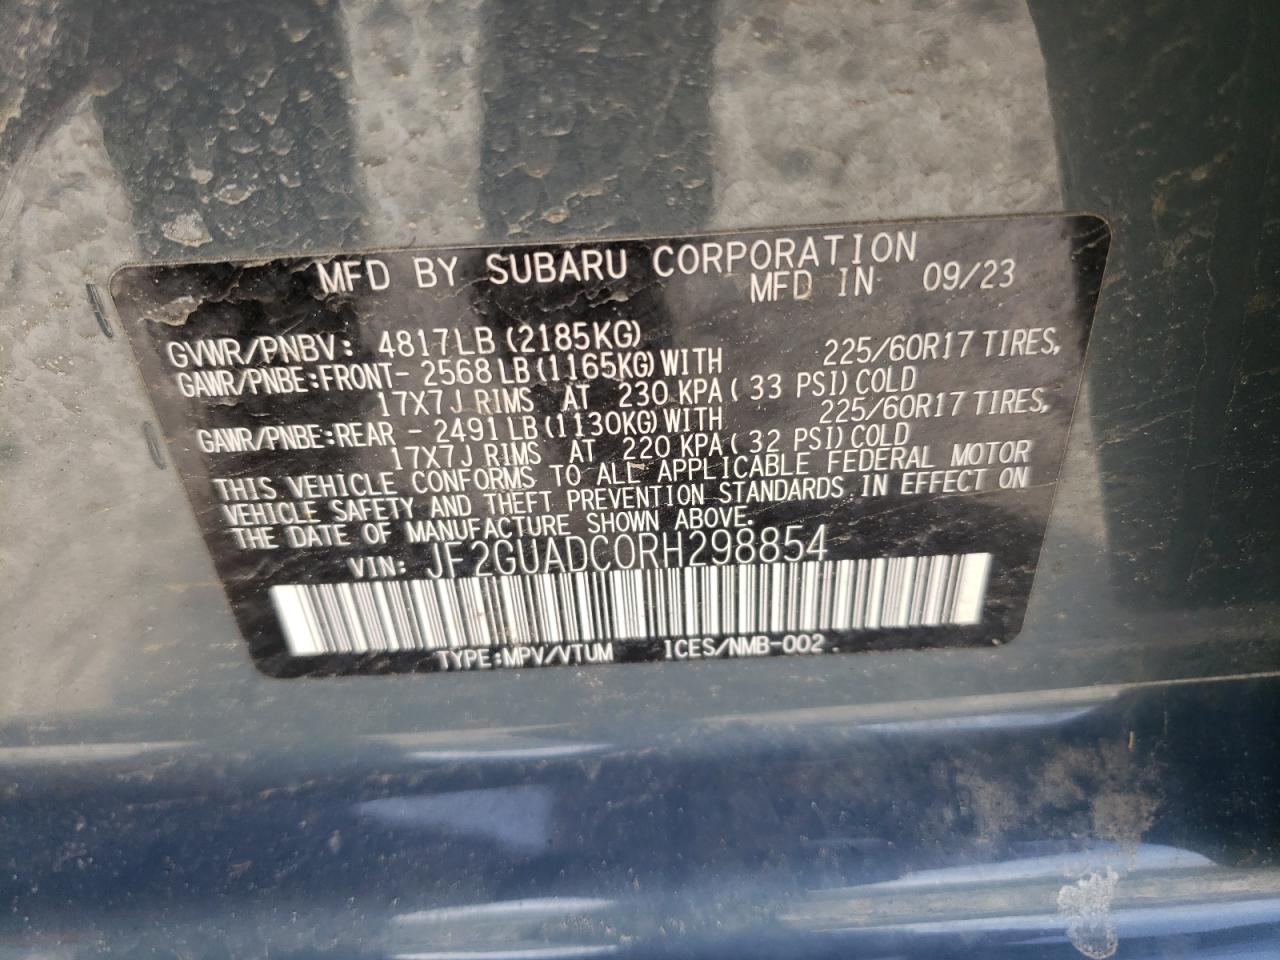 MFD BY SUBARU CORPORATION
MFD IN 09/23
GVWR/PNBV: 4817LB (2185KG)
GAWR/PNBE:FRONT- 2568 LB (1165KG) WITH 225/60R17 TIRES,
17X7J RIMS AT 230 KPA ( 33 PSI) COLD
GAWR/PNBE:REAR - 2491 LB (1130KG) WITH 225/60R17 TIRES,
17X7J RIMS AT 220 KPA ( 32 PSI) COLD
THIS VEHICLE CONFORMS TO ALL APPLICABLE FEDERAL MOTOR
VEHICLE SAFETY AND THEFT PREVENTION STANDARDS IN EFFECT ON
THE DATE OF MANUFACTURE SHOWN ABOVE.
VIN: JF2GUADC0RH298854
TYPE:MPV/VTUM ICES/NMB-002